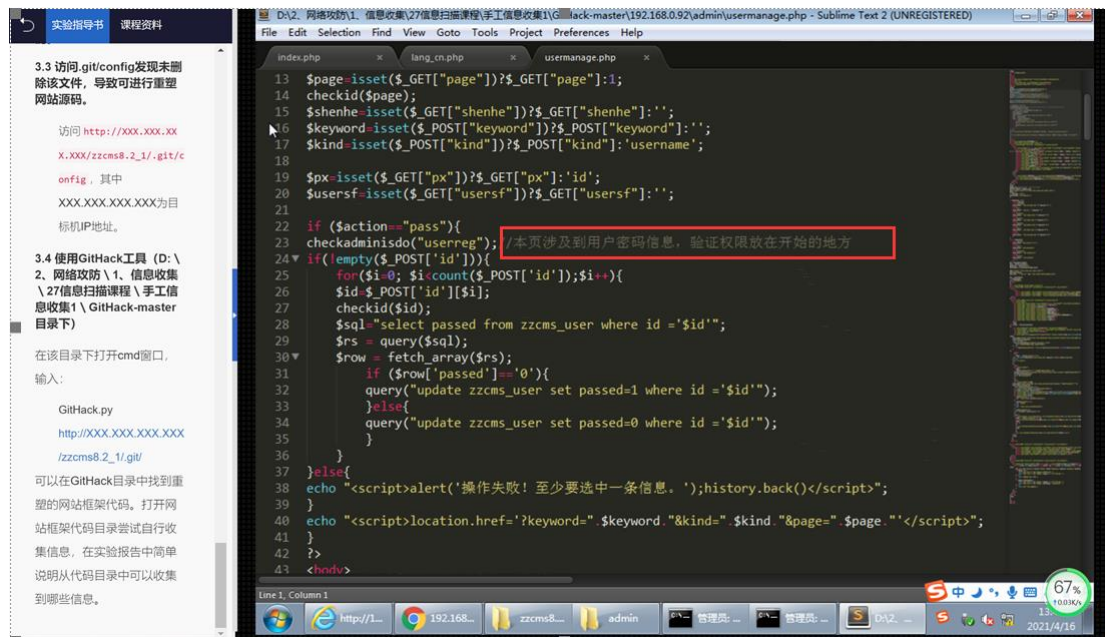 实验指导书 课程资料
3.3 访问.git/config发现未删
除该文件，导致可进行重塑
网站源码。
访问 http://XXX.XXX.XX
X.XXX/zzcms8.2_1/.git/c
onfig ，其中
XXX.XXX.XXX.XXX为目
标机IP地址。
3.4 使用GitHack工具（D: \
2、网络攻防 \ 1、信息收集
\ 27信息扫描课程 \ 手工信
息收集1 \ GitHack-master
目录下）
在该目录下打开cmd窗口，
输入：
GitHack.py
http://XXX.XXX.XXX.XXX
/zzcms8.2_1/.git/
可以在GitHack目录中找到重
塑的网站框架代码。打开网
站框架代码目录尝试自行收
集信息，在实验报告中简单
说明从代码目录中可以收集
到哪些信息。
D:\2、网络攻防\1、信息收集\27信息扫描课程\手工信息收集1\G lack-master\192.168.0.92\admin\usermanage.php - Sublime Text 2 (UNREGISTERED)
File Edit Selection Find View Goto Tools Project Preferences Help
index.php × lang_cn.php × usermanage.php ×
13 $page=isset($_GET["page"])?$_GET["page"]:1;
14 checkid($page);
15 $shenhe=isset($_GET["shenhe"])?$_GET["shenhe"]:'';
16 $keyword=isset($_POST["keyword"])?$_POST["keyword"]:'';
17 $kind=isset($_POST["kind"])?$_POST["kind"]:'username';
18
19 $px=isset($_GET["px"])?$_GET["px"]:'id';
20 $usersf=isset($_GET["usersf"])?$_GET["usersf"]:'';
21
22 if ($action=="pass"){
23 checkadminisdo("userreg");//本页涉及到用户密码信息，验证权限放在开始的地方
24 if(!empty($_POST['id'])){
25 for($i=0; $i<count($_POST['id']);$i++){
26 $id=$_POST['id'][$i];
27 checkid($id);
28 $sql="select passed from zzcms_user where id ='$id'";
29 $rs = query($sql);
30 $row = fetch_array($rs);
31 if ($row['passed']=='0'){
32 query("update zzcms_user set passed=1 where id ='$id'");
33 }else{
34 query("update zzcms_user set passed=0 where id ='$id'");
35 }
36 }
37 }else{
38 echo "<script>alert('操作失败！至少要选中一条信息。');history.back()</script>";
39 }
40 echo "<script>location.href='?keyword=".$keyword."&kind=".$kind."&page=".$page."'</script>";
41 }
42 ?>
43 <body>
Line 1, Column 1
http://1... 192.168... zzcms8.... admin 管理员: ... 管理员: ... D:\2、...
中
67%
↑0.03K/s
2021/4/16